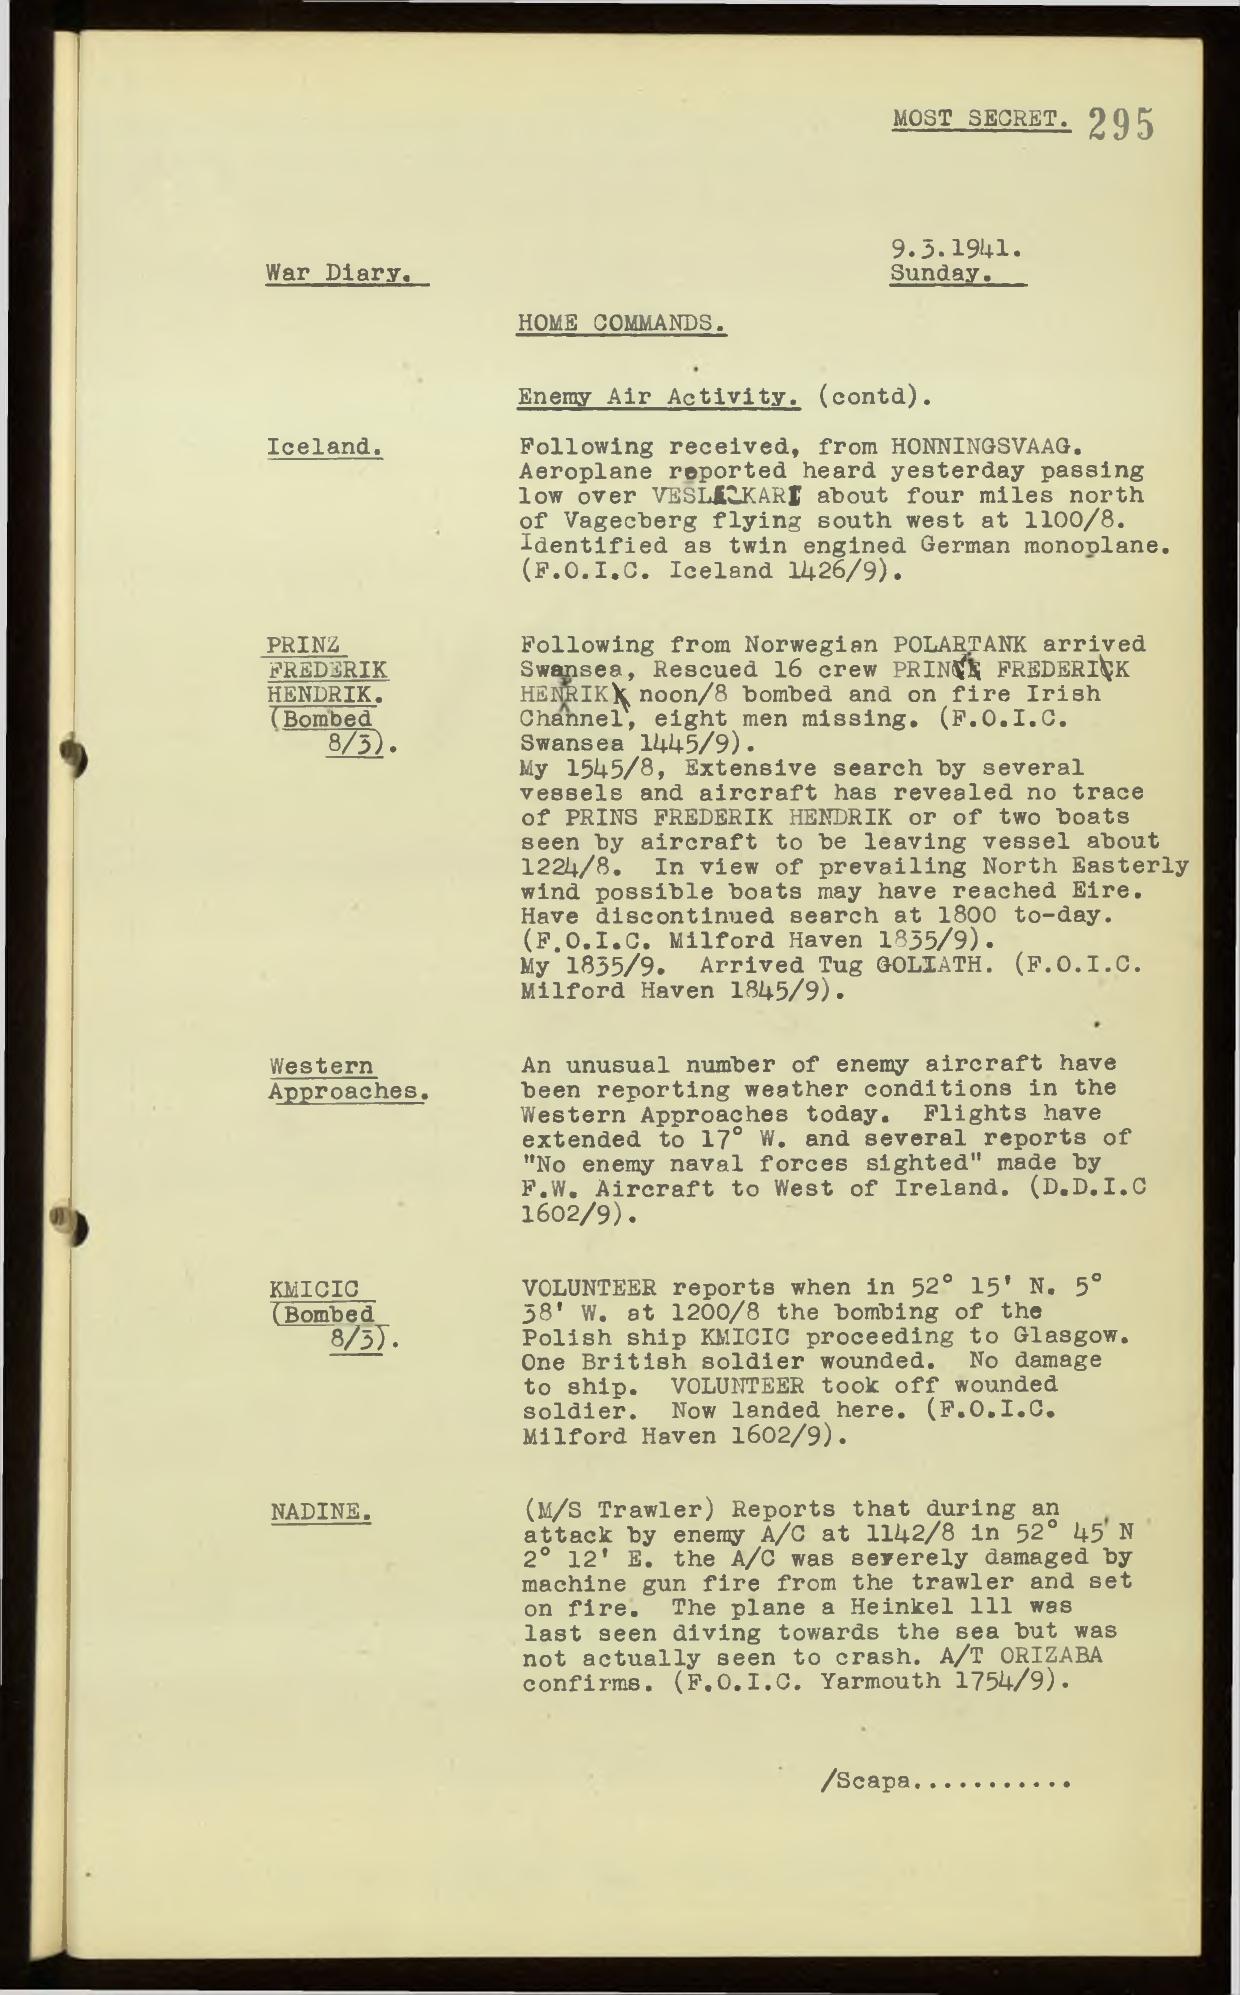 MOST SECRET. 295
9.3.1941.
War Diary. Sunday.
HOME COMMANDS.
Enemy Air Activity. (contd).
Iceland. Following received, from HONNINGSVAAG.
Aeroplane reported heard yesterday passing
low over VESLEKARI about four miles north
of Vagecberg flying south west at 1100/8.
Identified as twin engined German monoplane.
(F.O.I.C. Iceland 1426/9).
PRINZ Following from Norwegian POLARTANK arrived
FREDERIK Swansea, Rescued 16 crew FREDERICK
HENDRIK. noon/8 bombed and on fire Irish
(Bombed Channel, eight men missing. (F.O.I.C.
8/3). Swansea 1445/9).
My 1545/8, Extensive search by several
vessels and aircraft has revealed no trace
of PRINS FREDERIK HENDRIK or of two boats
seen by aircraft to be leaving vessel about
1224/8. In view of prevailing North Easterly
wind possible boats may have reached Eire.
Have discontinued search at 1800 to-day.
(F.O.I.C. Milford Haven 1835/9).
My 1835/9. Arrived Tug GOLIATH. (F.O.I.C.
Milford Haven 1845/9).
Western An unusual number of enemy aircraft have
Approaches. been reporting weather conditions in the
Western Approaches today. Flights have
extended to 17° W. and several reports of
"No enemy naval forces sighted" made by
F.W. Aircraft to West of Ireland. (D.D.I.C
1602/9).
KMICIC VOLUNTEER reports when in 52° 15' N. 5°
(Bombed 38' W. at 1200/8 the bombing of the
8/3). Polish ship KMICIC proceeding to Glasgow.
One British soldier wounded. No damage
to ship. VOLUNTEER took off wounded
soldier. Now landed here. (F.O.I.C.
Milford Haven 1602/9).
NADINE. (M/S Trawler) Reports that during an
attack by enemy A/C at 1142/8 in 52° 45' N
2° 12' E. the A/C was severely damaged by
machine gun fire from the trawler and set
on fire. The plane a Heinkel 111 was
last seen diving towards the sea but was
not actually seen to crash. A/T ORIZABA
confirms. (F.O.I.C. Yarmouth 1754/9).
/Scapa...........